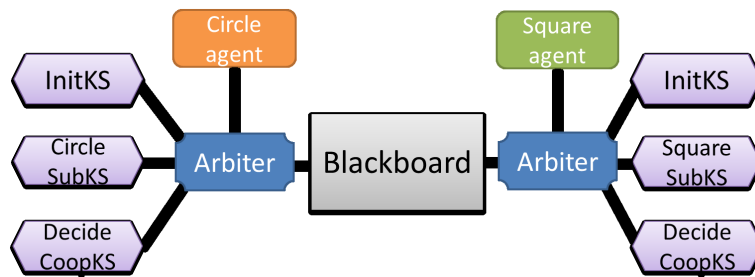 Circle
agent
Square
agent
InitKS
InitKS
Circle
SubKS
Arbiter
Blackboard
Arbiter
Square
SubKS
Decide
CoopKS
Decide
CoopKS